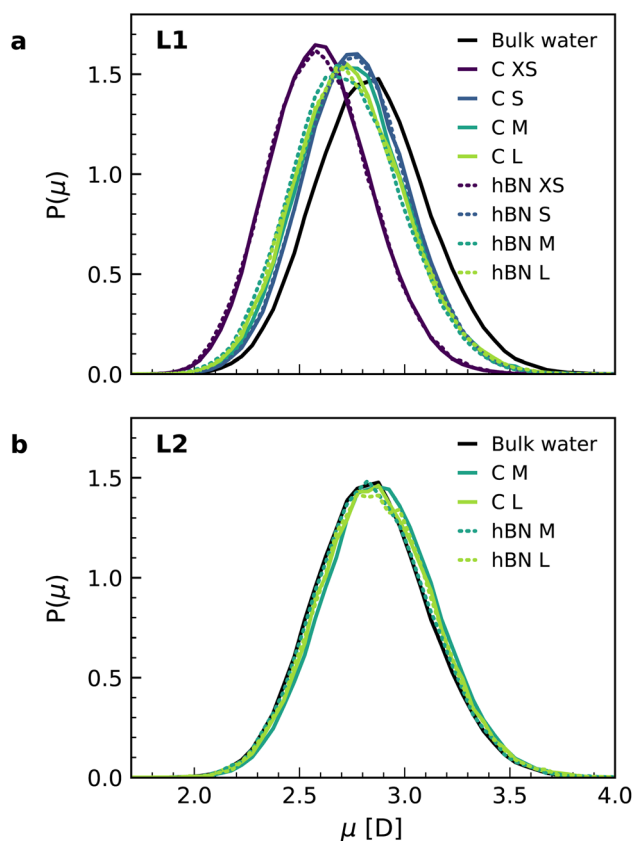 a
L1
Bulk water
C XS
C S
C M
C L
hBN XS
hBN S
hBN M
hBN L
P(μ)
1.5
1.0
0.5
0.0
b
L2
Bulk water
C M
C L
hBN M
hBN L
P(μ)
1.5
1.0
0.5
0.0
2.0 2.5 3.0 3.5 4.0
μ [D]